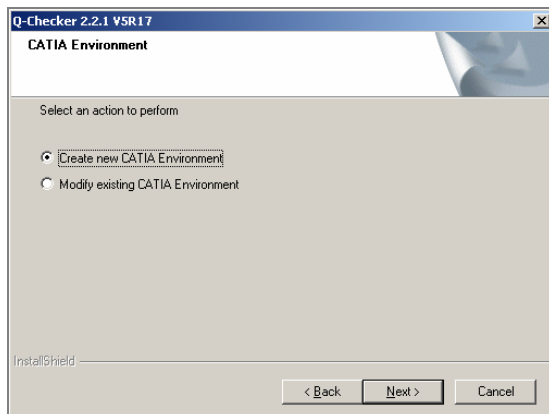 Q-Checker 2.2.1 V5R17
CATIA Environment
Select an action to perform
Create new CATIA Environment
Modify existing CATIA Environment
InstallShield
< Back Next > Cancel